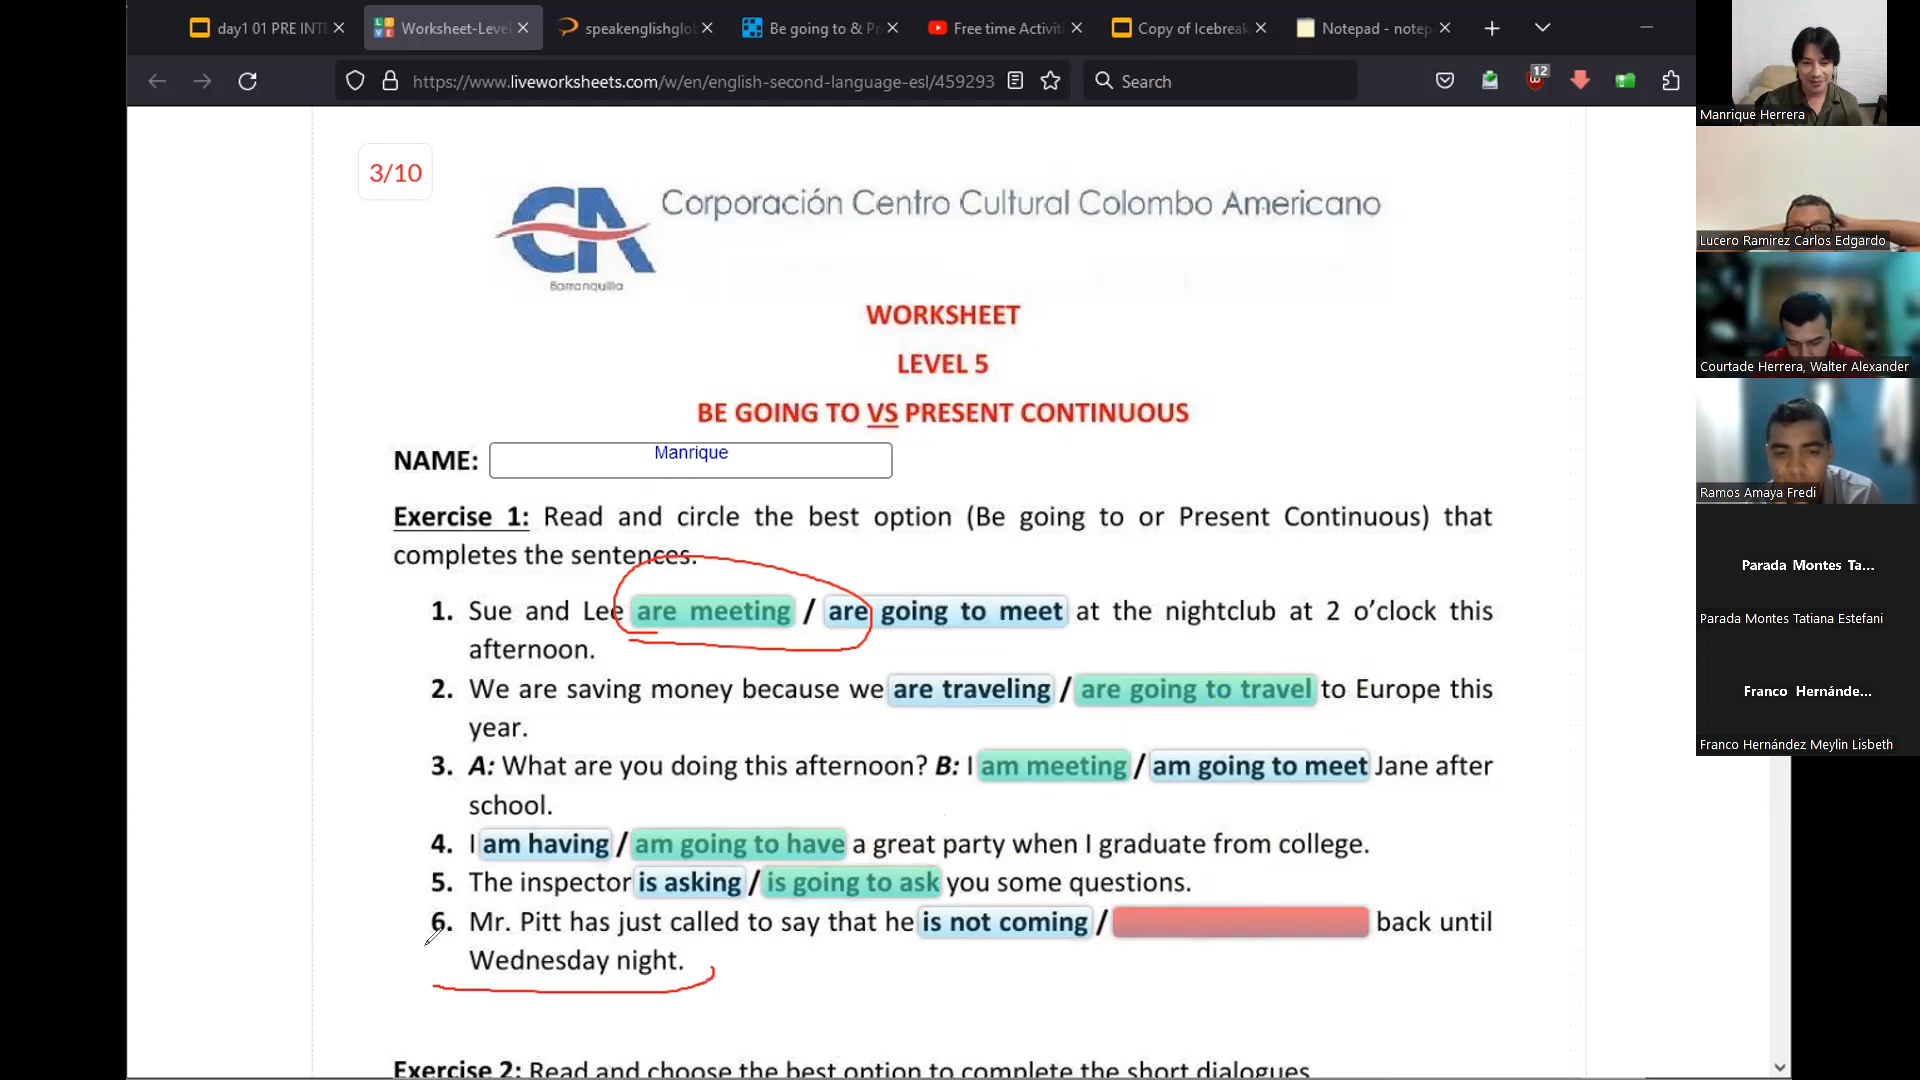 day1 01 PRE INTE
Worksheet-Level
speakenglishglob
Be going to & Pr
Free time Activiti
Copy of Icebreak
Notepad - notep
https://www.liveworksheets.com/w/en/english-second-language-esl/459293
Search
12
3/10
CA
Barranquilla
Corporación Centro Cultural Colombo Americano
WORKSHEET
LEVEL 5
BE GOING TO VS PRESENT CONTINUOUS
NAME: Manrique
Exercise 1: Read and circle the best option (Be going to or Present Continuous) that
completes the sentences.
1. Sue and Lee are meeting / are going to meet at the nightclub at 2 o’clock this
afternoon.
2. We are saving money because we are traveling / are going to travel to Europe this
year.
3. A: What are you doing this afternoon? B: I am meeting / am going to meet Jane after
school.
4. I am having / am going to have a great party when I graduate from college.
5. The inspector is asking / is going to ask you some questions.
6. Mr. Pitt has just called to say that he is not coming / back until
Wednesday night.
Exercise 2: Read and choose the best option to complete the short dialogues.
Manrique Herrera
Lucero Ramirez Carlos Edgardo
Courtade Herrera, Walter Alexander
Ramos Amaya Fredi
Parada Montes Ta...
Parada Montes Tatiana Estefani
Franco Hernánde...
Franco Hernández Meylin Lisbeth